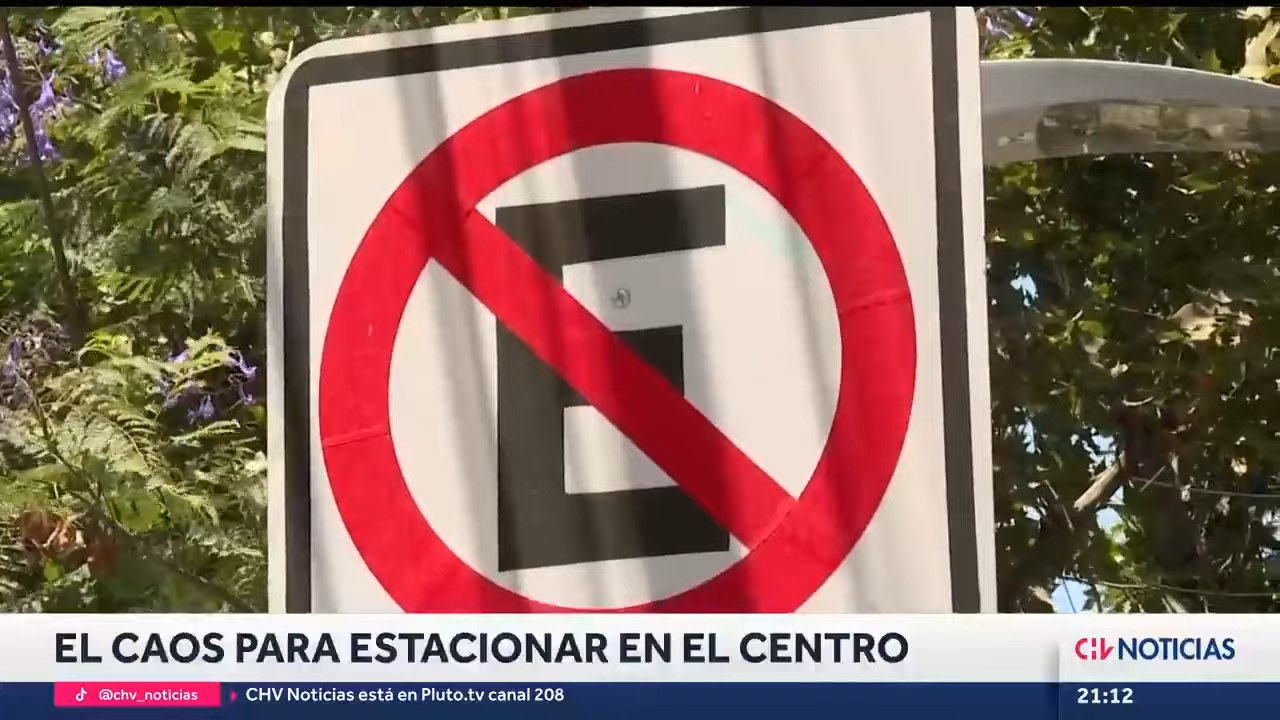 E
EL CAOS PARA ESTACIONAR EN EL CENTRO
CHV NOTICIAS
@chv_noticias
CHV Noticias está en Pluto.tv canal 208
21:12